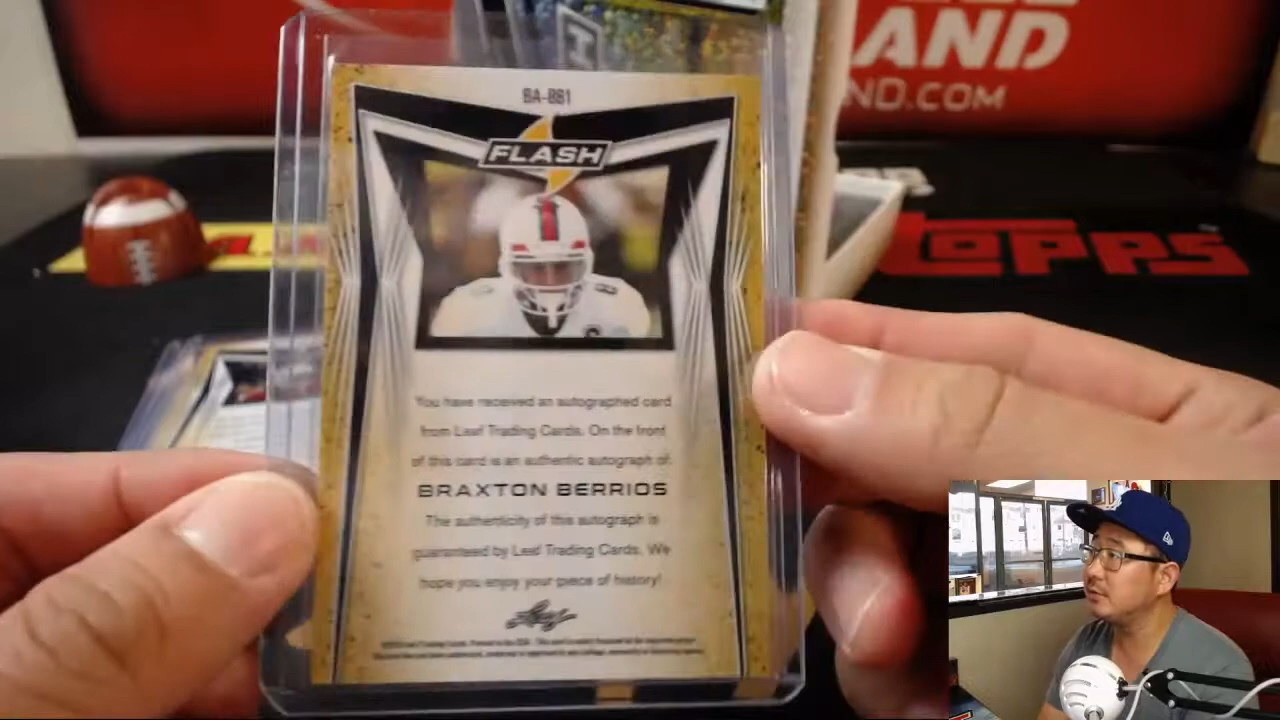 AND
ND.COM
BA-BB1
FLASH
TOPPS
You have received an autographed card
from Leaf Trading Cards. On the front
of this card is an authentic autograph of:
BRAXTON BERRIOS
The authenticity of this autograph is
guaranteed by Leaf Trading Cards. We
hope you enjoy your piece of history!
Leaf